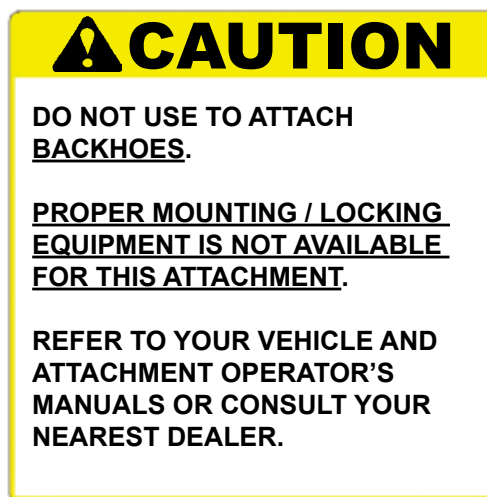 CAUTION
DO NOT USE TO ATTACH
BACKHOES.
PROPER MOUNTING / LOCKING
EQUIPMENT IS NOT AVAILABLE
FOR THIS ATTACHMENT.
REFER TO YOUR VEHICLE AND
ATTACHMENT OPERATOR’S
MANUALS OR CONSULT YOUR
NEAREST DEALER.